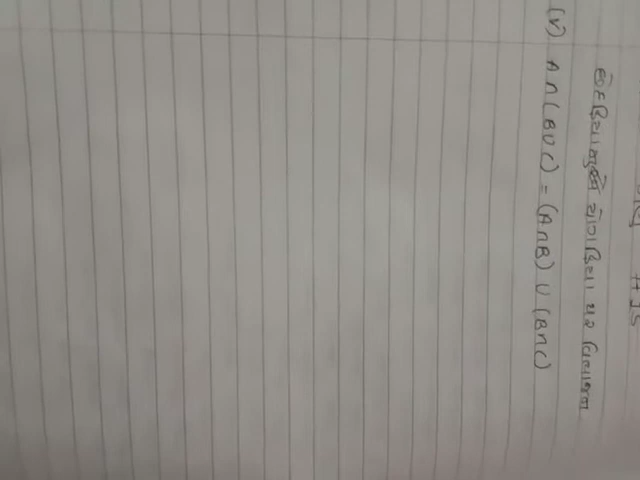 છેદક્રિયાનું યોગક્રિયા પર વિભાજન
(V) A∩(B∪C) = (A∩B) ∪ (B∩C)